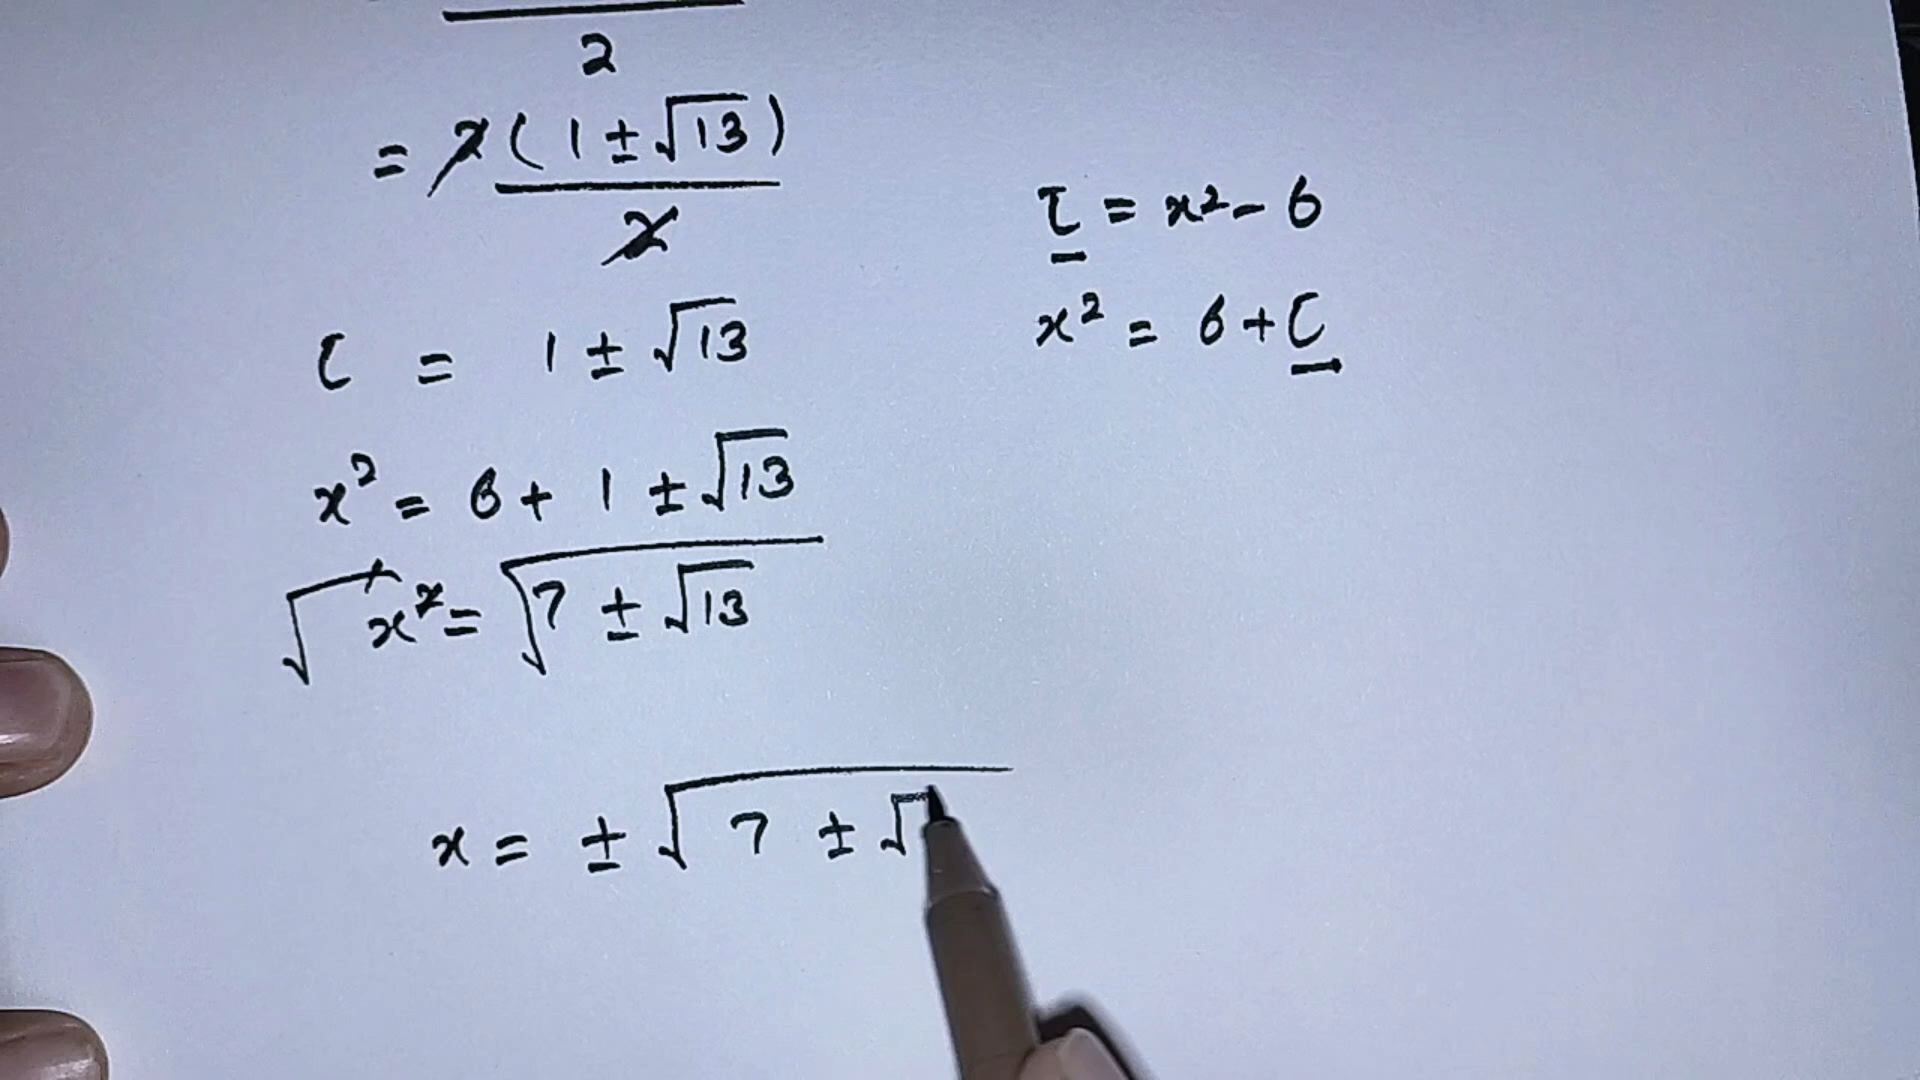 2
= 2(1 ± √13)
2
τ = 1 ± √13
x² = 6 + 1 ± √13
√x² = √7 ± √13
x = ± √7 ± √
τ = x² - 6
x² = 6 + τ